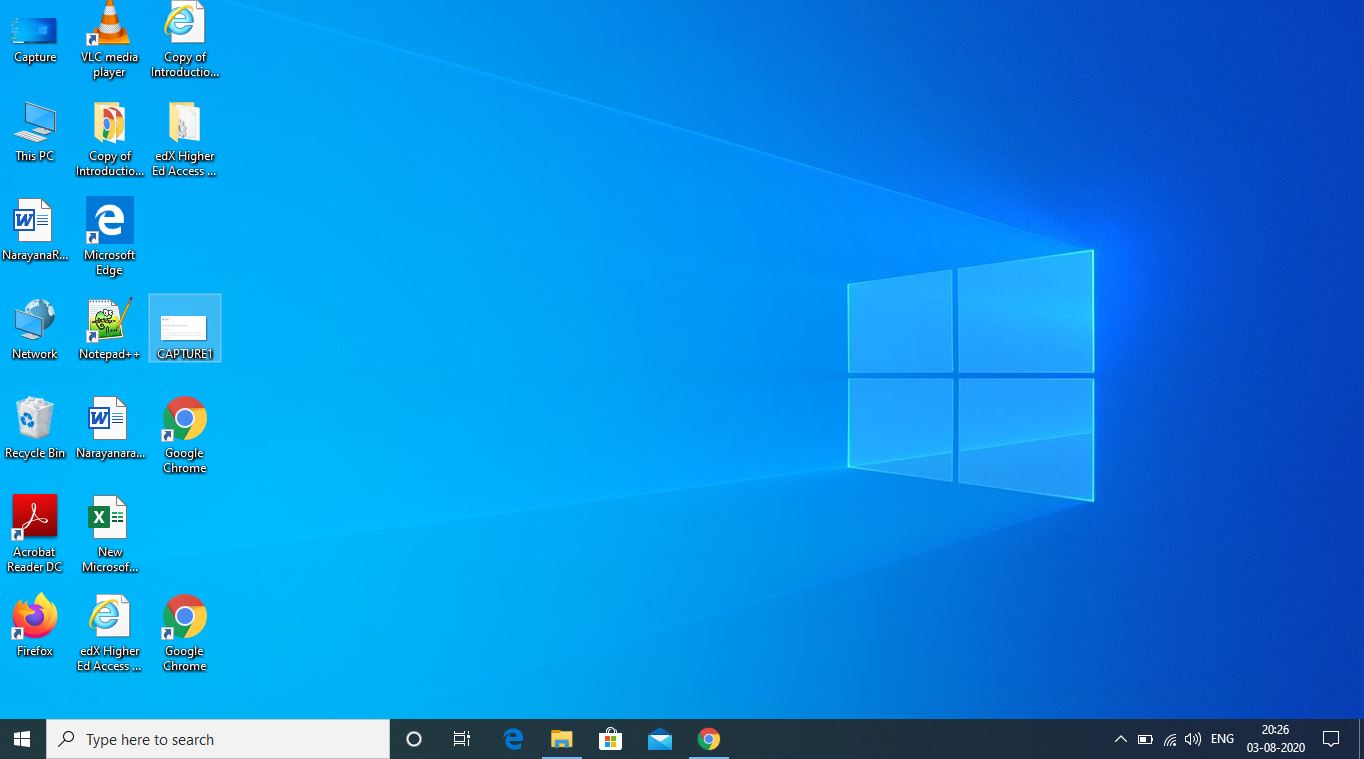 Capture
VLC media
player
Copy of
Introductio...
This PC
Copy of
Introductio...
edX Higher
Ed Access ...
NarayanaR...
Microsoft
Edge
Network
Notepad++
CAPTURE1
Recycle Bin
Narayanara...
Google
Chrome
Acrobat
Reader DC
New
Microsof...
Firefox
edX Higher
Ed Access ...
Google
Chrome
Type here to search
ENG
20:26
03-08-2020